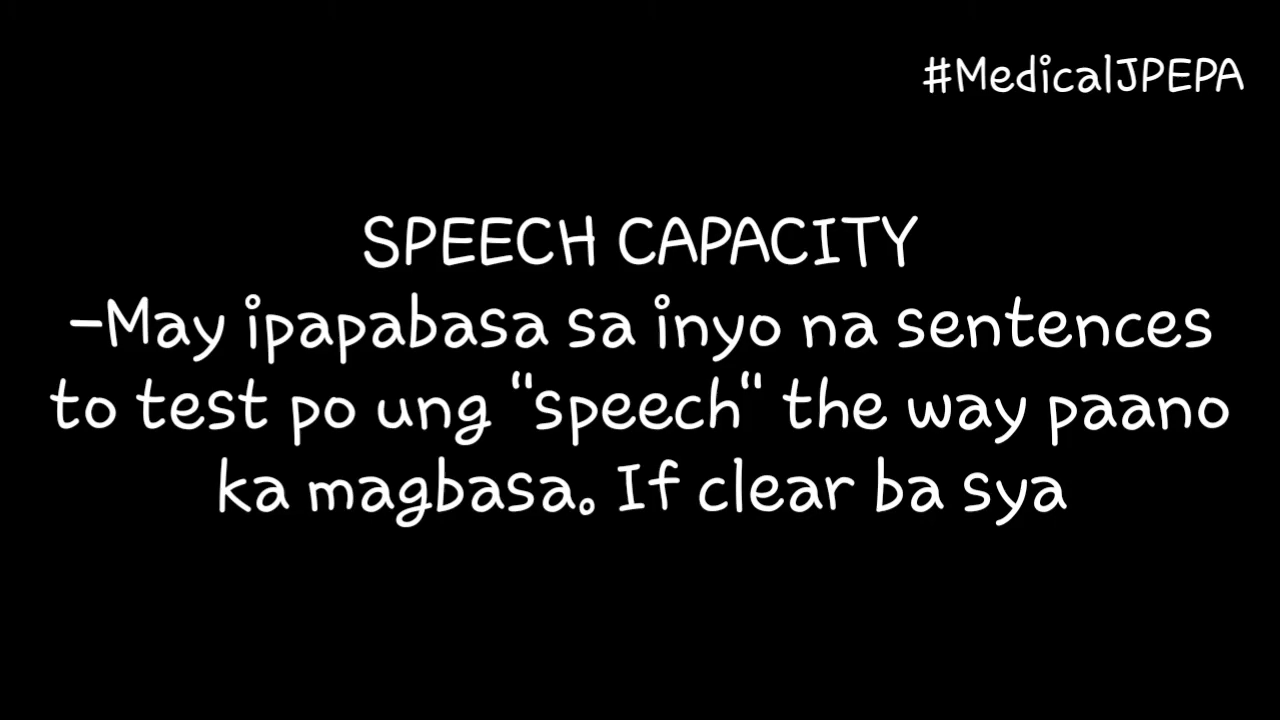 #MedicalJPEPA
SPEECH CAPACITY
-May ipapabasa sa inyo na sentences
to test po ung "speech" the way paano
ka magbasa. If clear ba sya